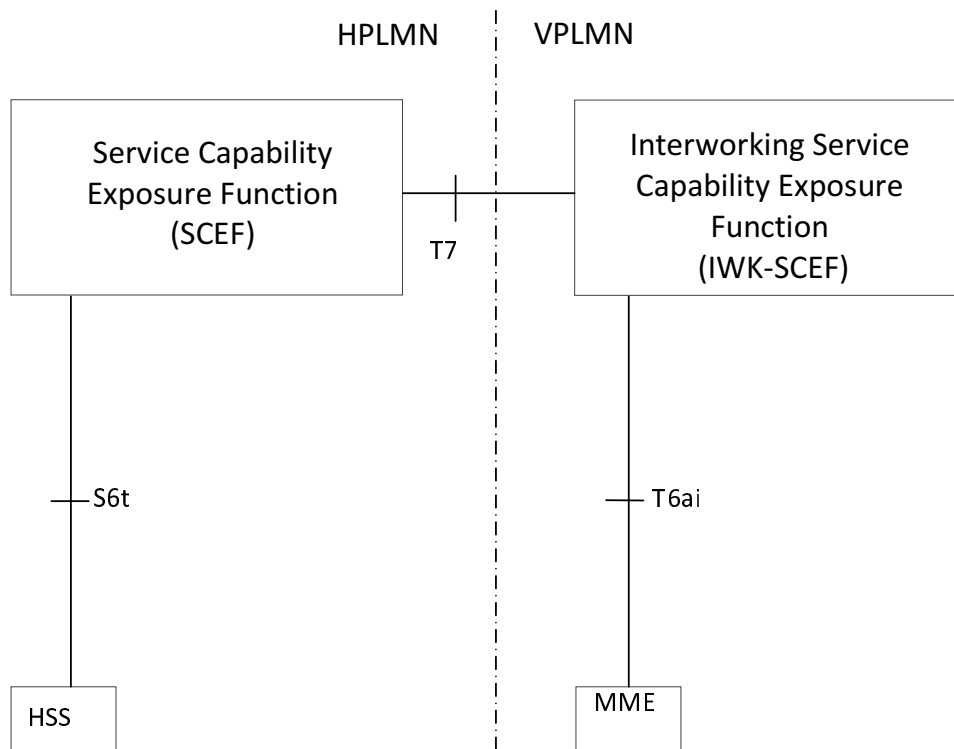 HPLMN
VPLMN
Service Capability
Exposure Function
(SCEF)
Interworking Service
Capability Exposure
Function
(IWK-SCEF)
T7
S6t
T6ai
HSS
MME